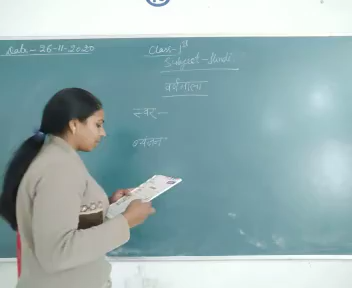 Date - 26-11-2020
Class - 1st
Subject - Hindi
वर्णमाला
स्वर -
व्यंजन